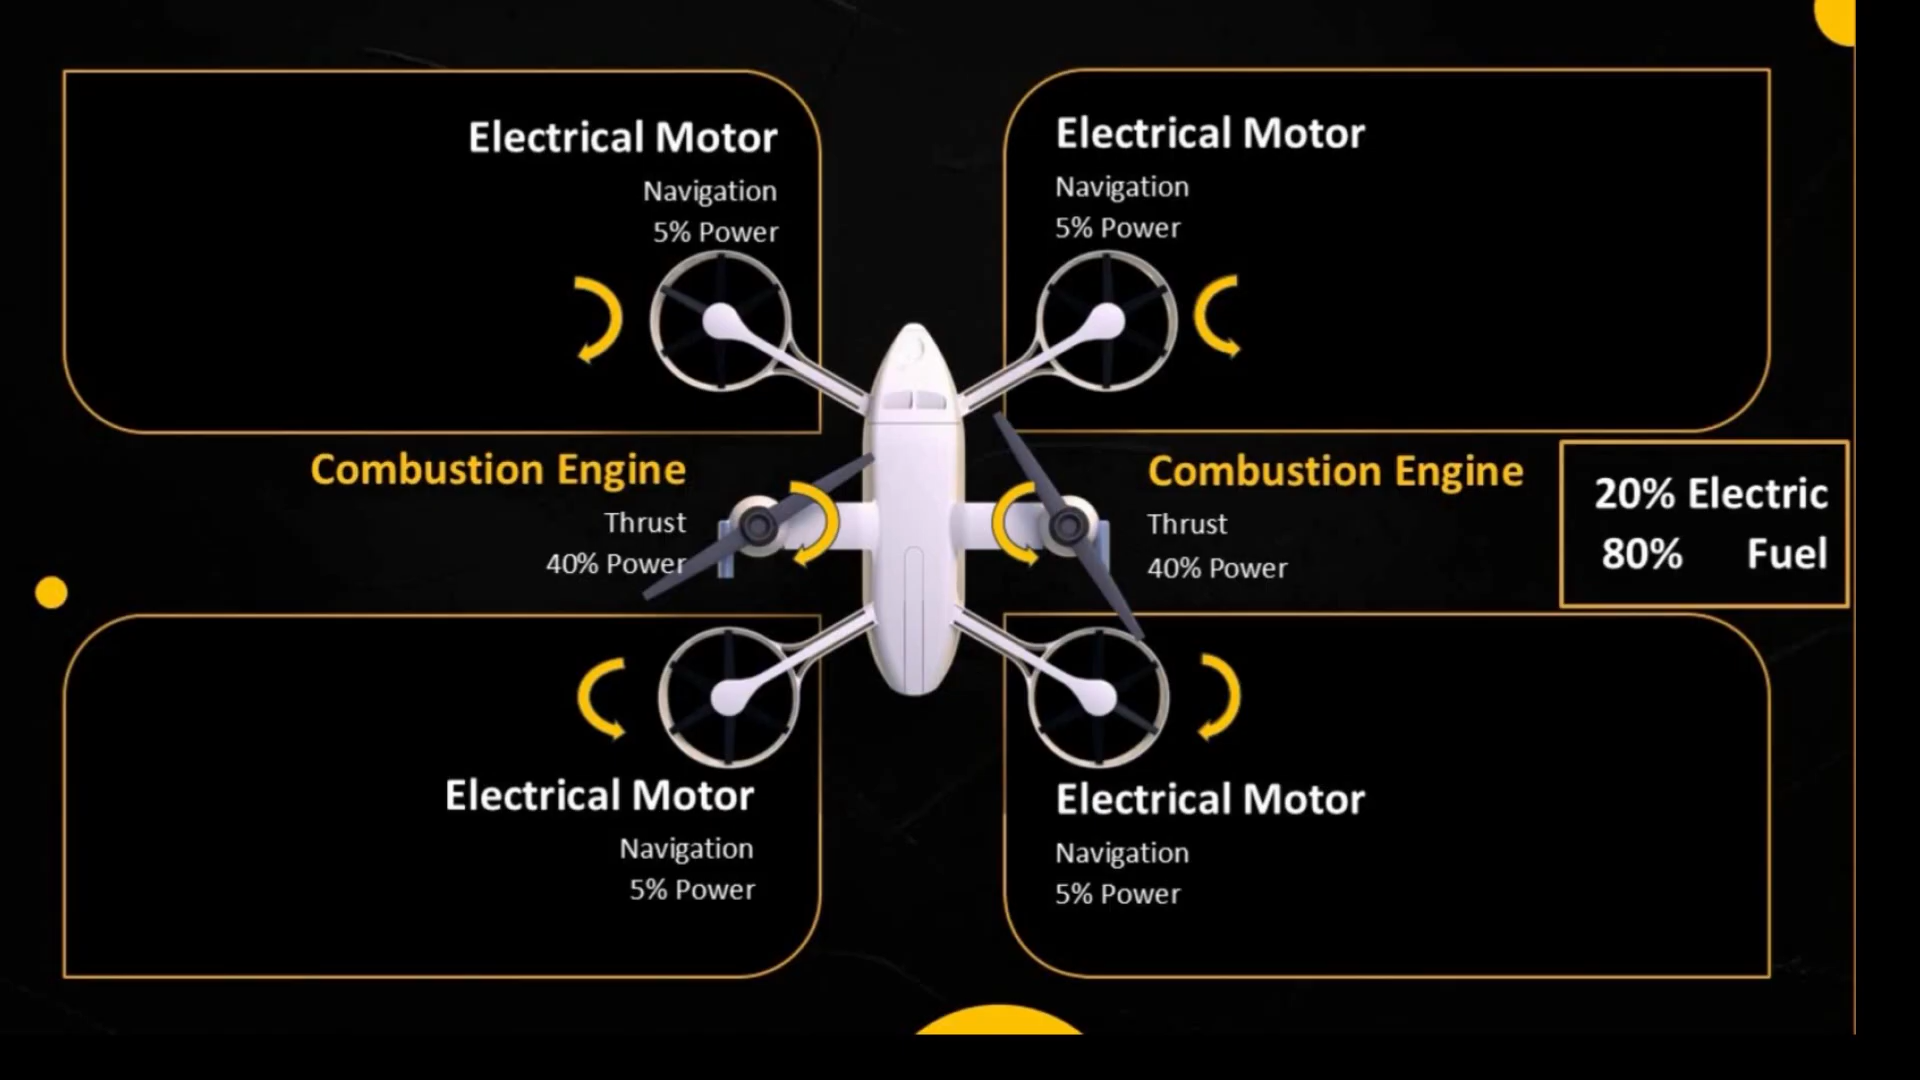 Electrical Motor
Navigation
5% Power
Electrical Motor
Navigation
5% Power
Combustion Engine
Thrust
40% Power
Combustion Engine
Thrust
40% Power
20% Electric
80% Fuel
Electrical Motor
Navigation
5% Power
Electrical Motor
Navigation
5% Power